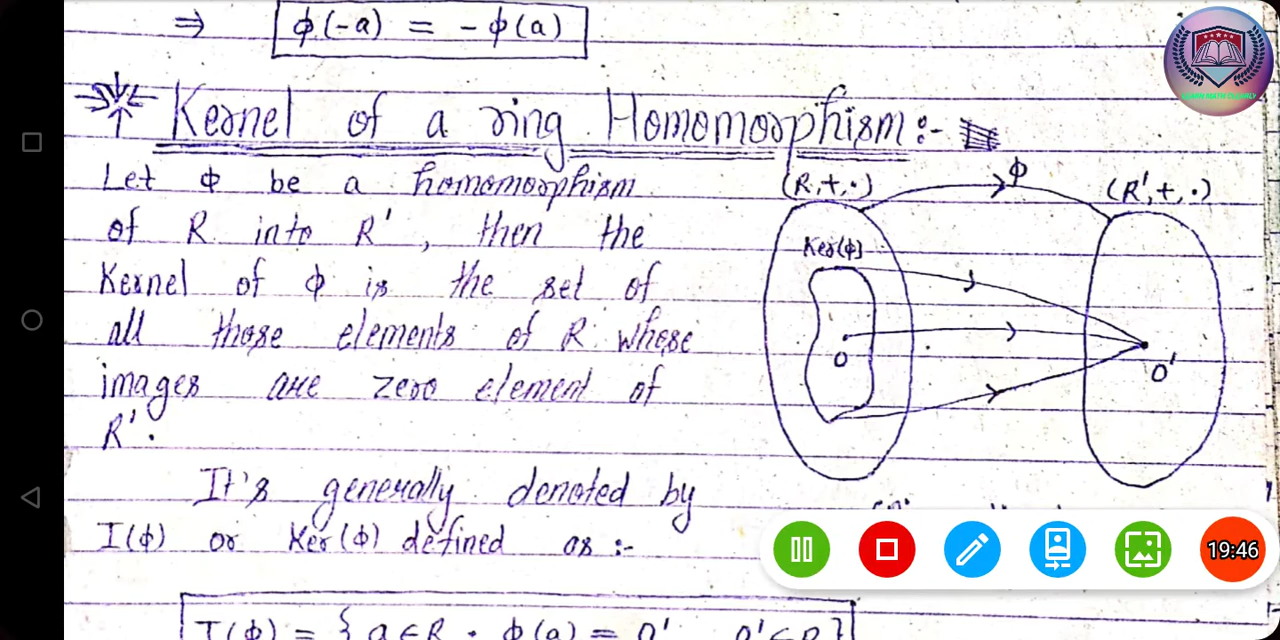 ⇒ φ(-a) = -φ(a)
Kernel of a ring Homomorphism:-
Let φ be a homomorphism
of R into R', then the
Kernel of φ is the set of
all those elements of R whose
images are zero element of
R'.
(R,+,·) φ (R',+,·)
Ker(φ)
0 0'
It's generally denoted by
I(φ) or Ker(φ) defined as :-
19:46
I(φ) = { a ∈ R : φ(a) = 0'